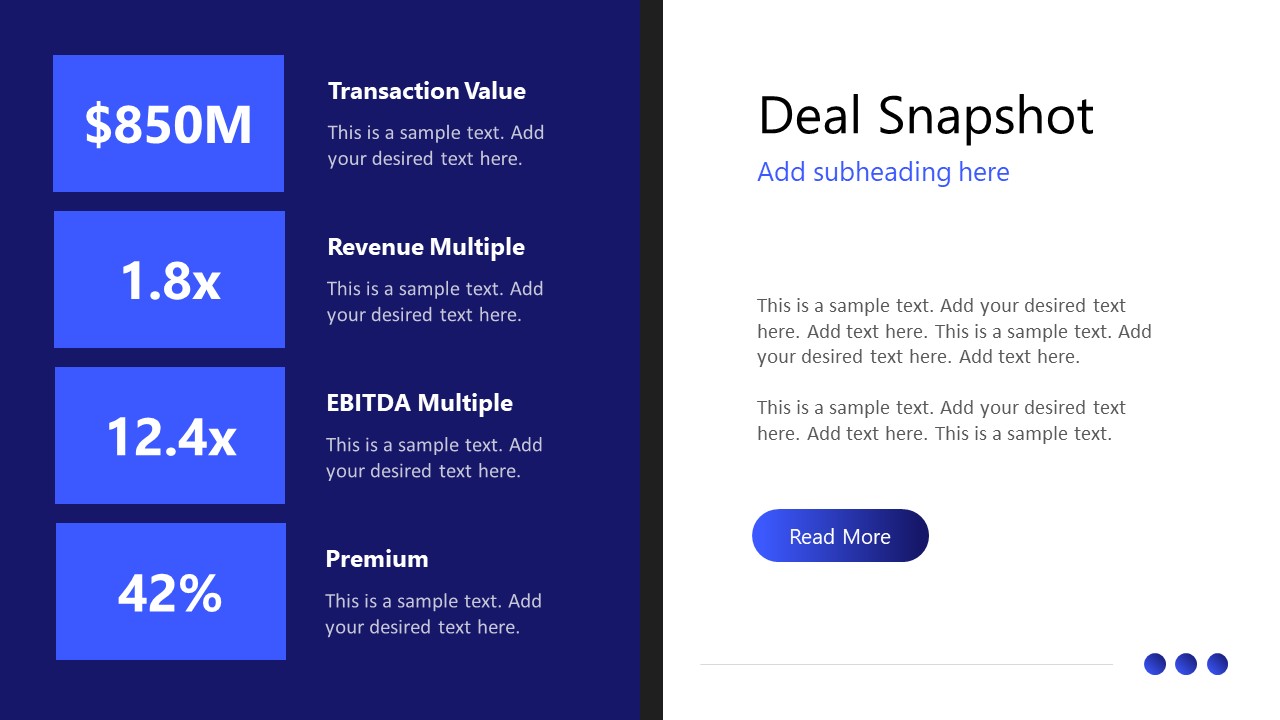 $850M
Transaction Value
This is a sample text. Add
your desired text here.
1.8x
Revenue Multiple
This is a sample text. Add
your desired text here.
12.4x
EBITDA Multiple
This is a sample text. Add
your desired text here.
42%
Premium
This is a sample text. Add
your desired text here.
Deal Snapshot
Add subheading here
This is a sample text. Add your desired text
here. Add text here. This is a sample text. Add
your desired text here. Add text here.
This is a sample text. Add your desired text
here. Add text here. This is a sample text.
Read More